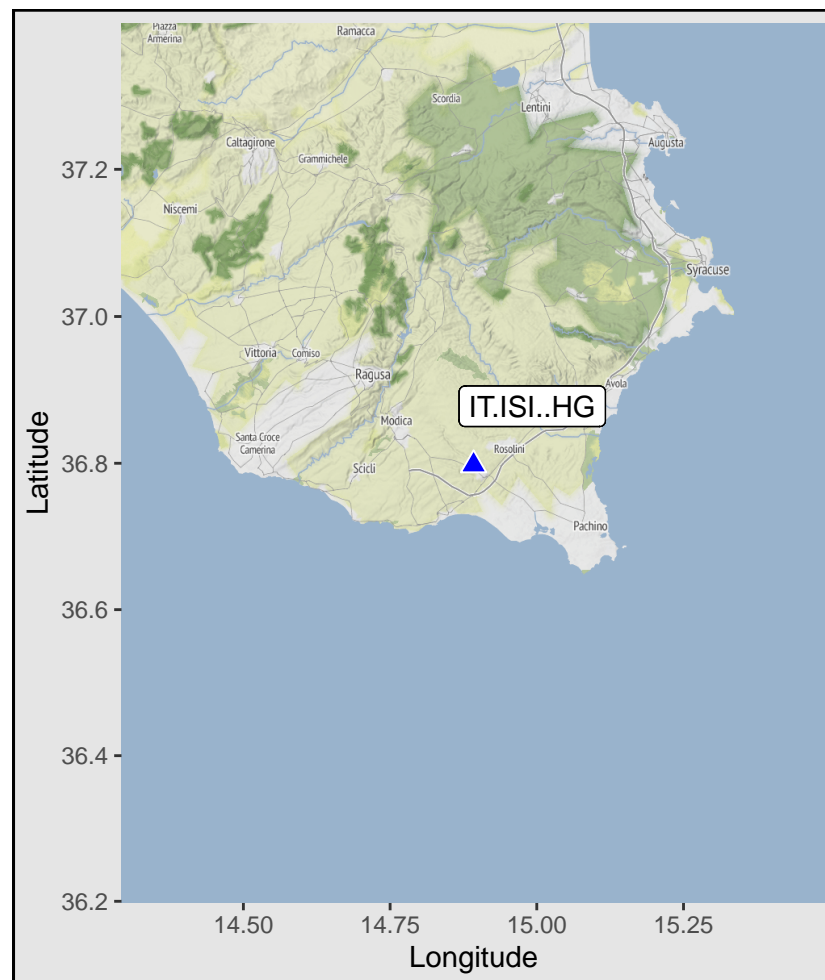 Piazza
Armerina
Ramacca
Scordia
Lentini
Augusta
Caltagirone
Grammichele
37.2
Niscemi
Syracuse
37.0
Vittoria
Comiso
Ragusa
Avola
IT.ISI..HG
Modica
Santa Croce
Camerina
Rosolini
36.8
Scicli
Latitude
Pachino
36.6
36.4
36.2
14.50
14.75
15.00
15.25
Longitude